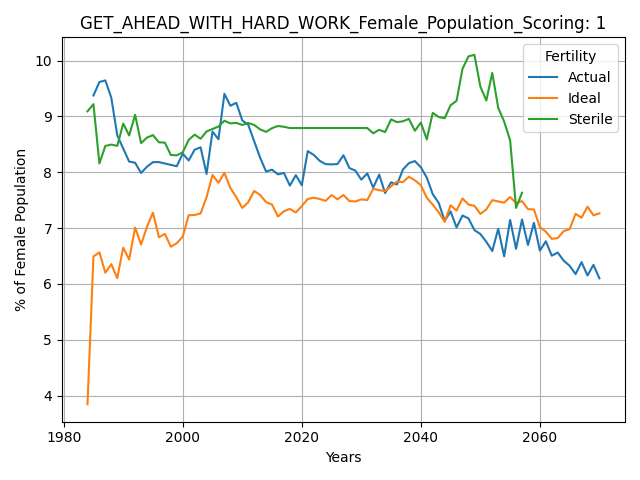 GET_AHEAD_WITH_HARD_WORK_Female_Population_Scoring: 1
% of Female Population
10
9
8
7
6
5
4
Fertility
Actual
Ideal
Sterile
1980
2000
2020
2040
2060
Years